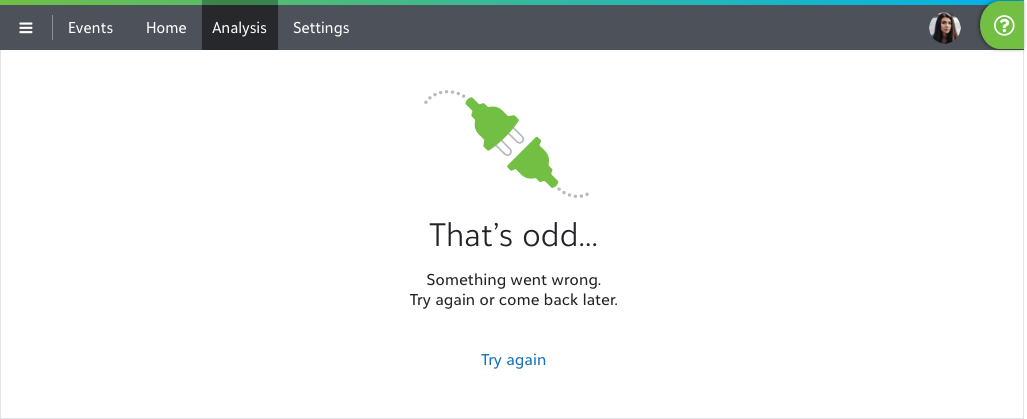 Events Home Analysis Settings
?
That’s odd...
Something went wrong.
Try again or come back later.
Try again